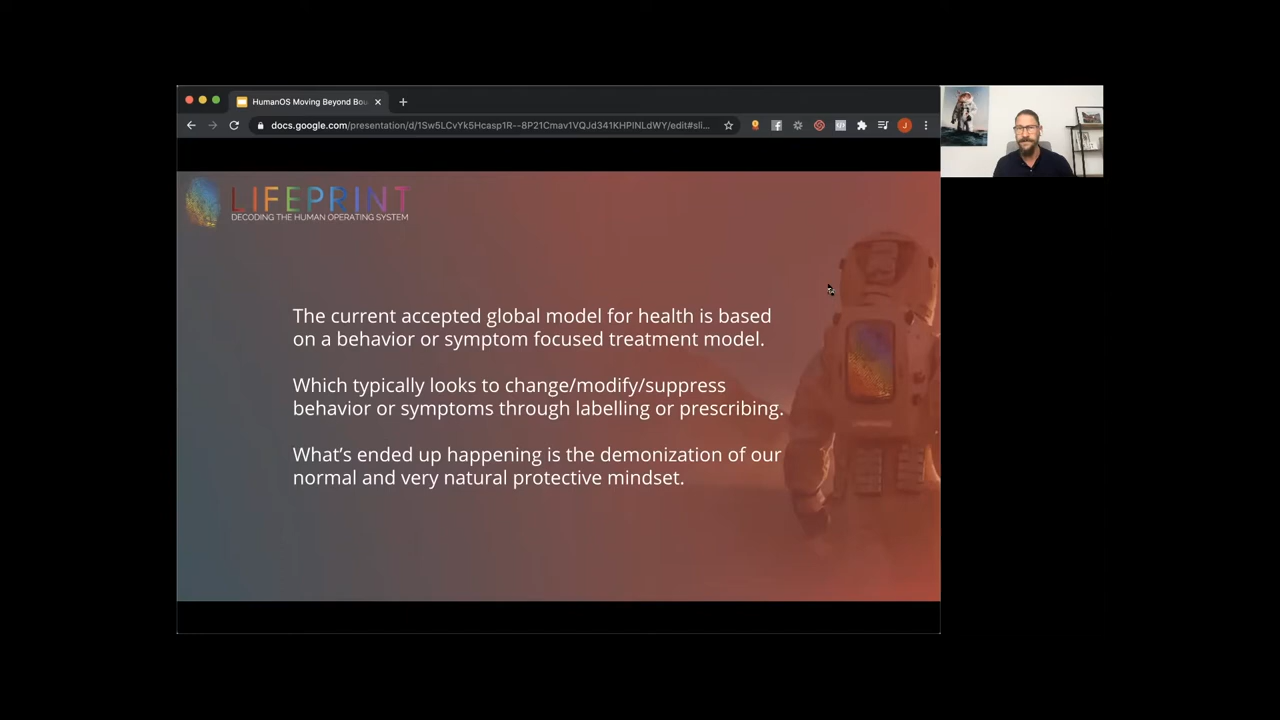 HumanOS Moving Beyond Bou
docs.google.com/presentation/d/1Sw5LCvYk5Hcasp1R--8P21Cmav1VQJd341KHPlNLdWY/edit#sli...
J
LIFEPRINT
DECODING THE HUMAN OPERATING SYSTEM
The current accepted global model for health is based
on a behavior or symptom focused treatment model.
Which typically looks to change/modify/suppress
behavior or symptoms through labelling or prescribing.
What's ended up happening is the demonization of our
normal and very natural protective mindset.